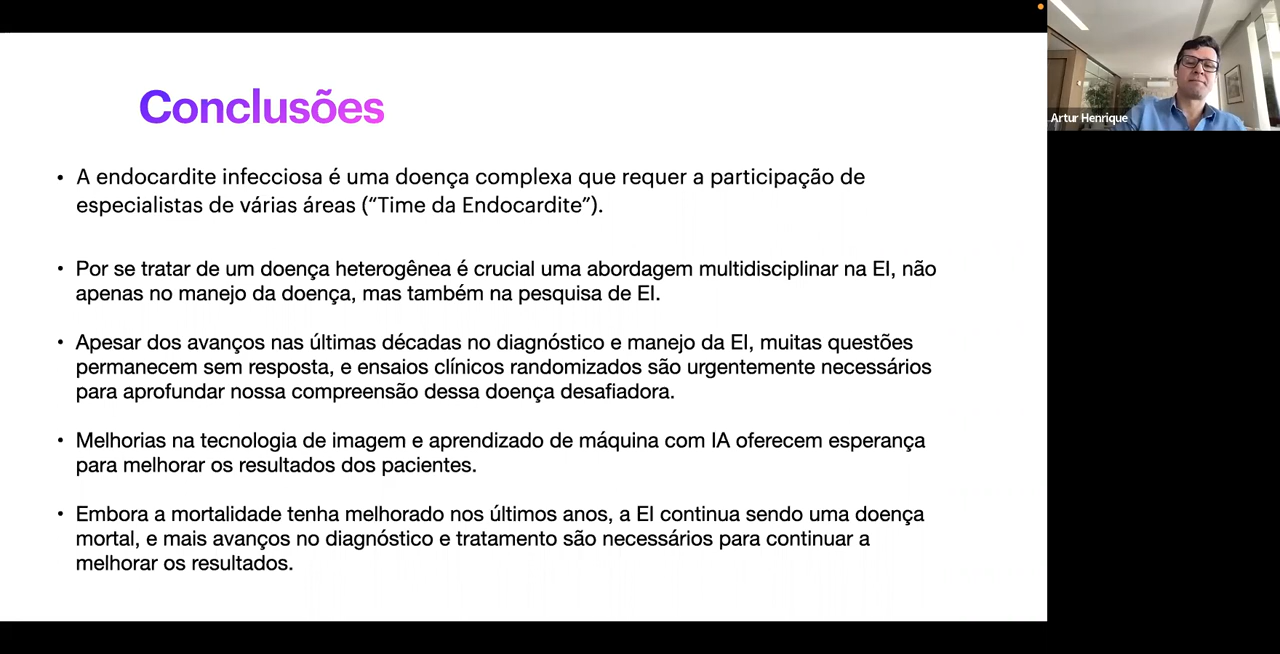 Conclusões
• A endocardite infecciosa é uma doença complexa que requer a participação de
especialistas de várias áreas (“Time da Endocardite”).
• Por se tratar de um doença heterogênea é crucial uma abordagem multidisciplinar na EI, não
apenas no manejo da doença, mas também na pesquisa de EI.
• Apesar dos avanços nas últimas décadas no diagnóstico e manejo da EI, muitas questões
permanecem sem resposta, e ensaios clínicos randomizados são urgentemente necessários
para aprofundar nossa compreensão dessa doença desafiadora.
• Melhorias na tecnologia de imagem e aprendizado de máquina com IA oferecem esperança
para melhorar os resultados dos pacientes.
• Embora a mortalidade tenha melhorado nos últimos anos, a EI continua sendo uma doença
mortal, e mais avanços no diagnóstico e tratamento são necessários para continuar a
melhorar os resultados.
Artur Henrique